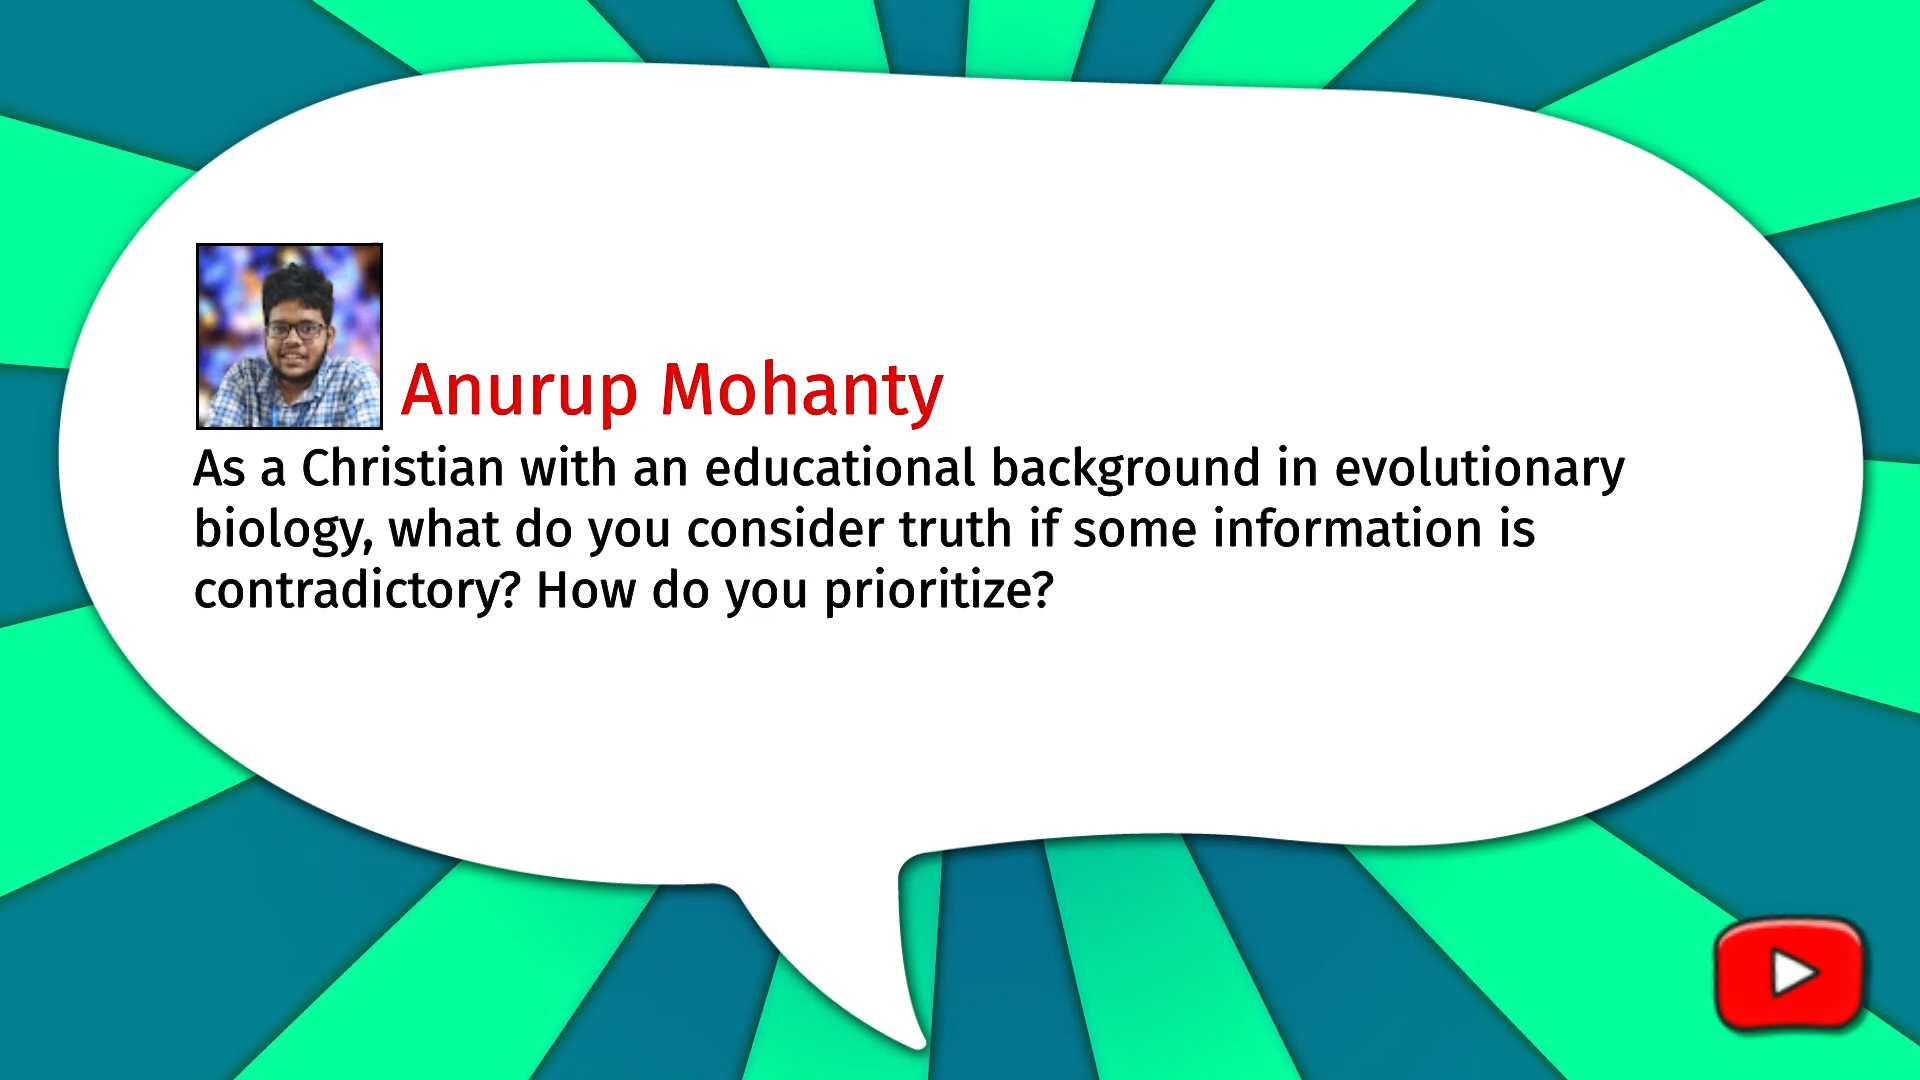 Anurup Mohanty
As a Christian with an educational background in evolutionary
biology, what do you consider truth if some information is
contradictory? How do you prioritize?